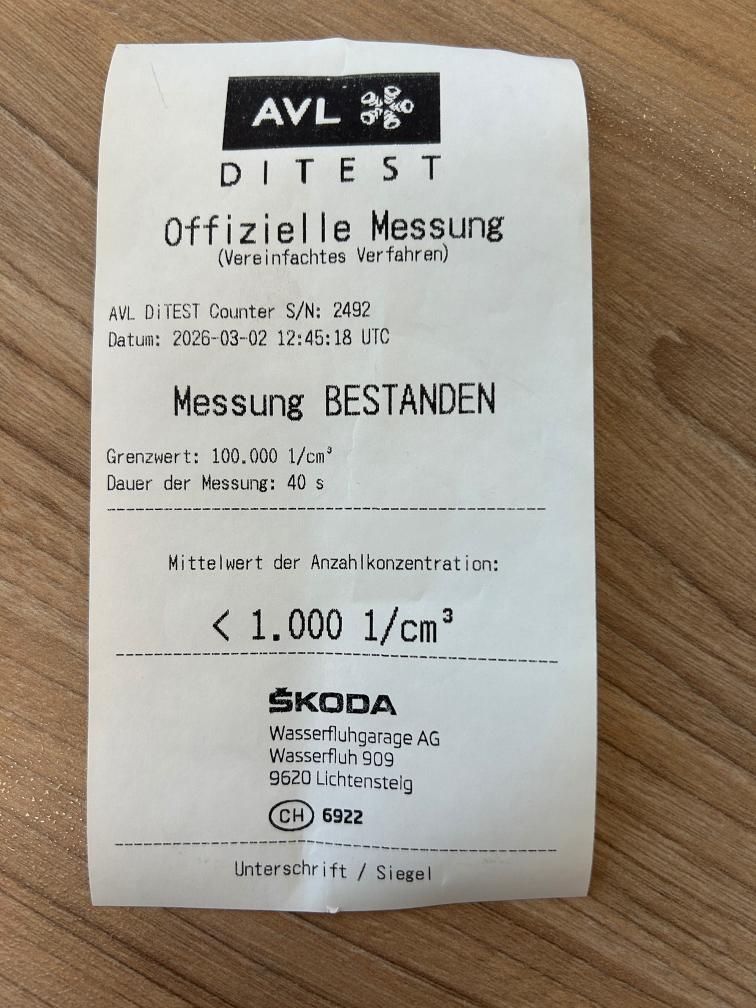 AVL
DITEST
Offizielle Messung
(Vereinfachtes Verfahren)
AVL DiTEST Counter S/N: 2492
Datum: 2026-03-02 12:45:18 UTC
Messung BESTANDEN
Grenzwert: 100.000 1/cm³
Dauer der Messung: 40 s
Mittelwert der Anzahlkonzentration:
< 1.000 1/cm³
ŠKODA
Wasserfluhgarage AG
Wasserfluh 909
9620 Lichtensteig
CH 6922
Unterschrift / Siegel